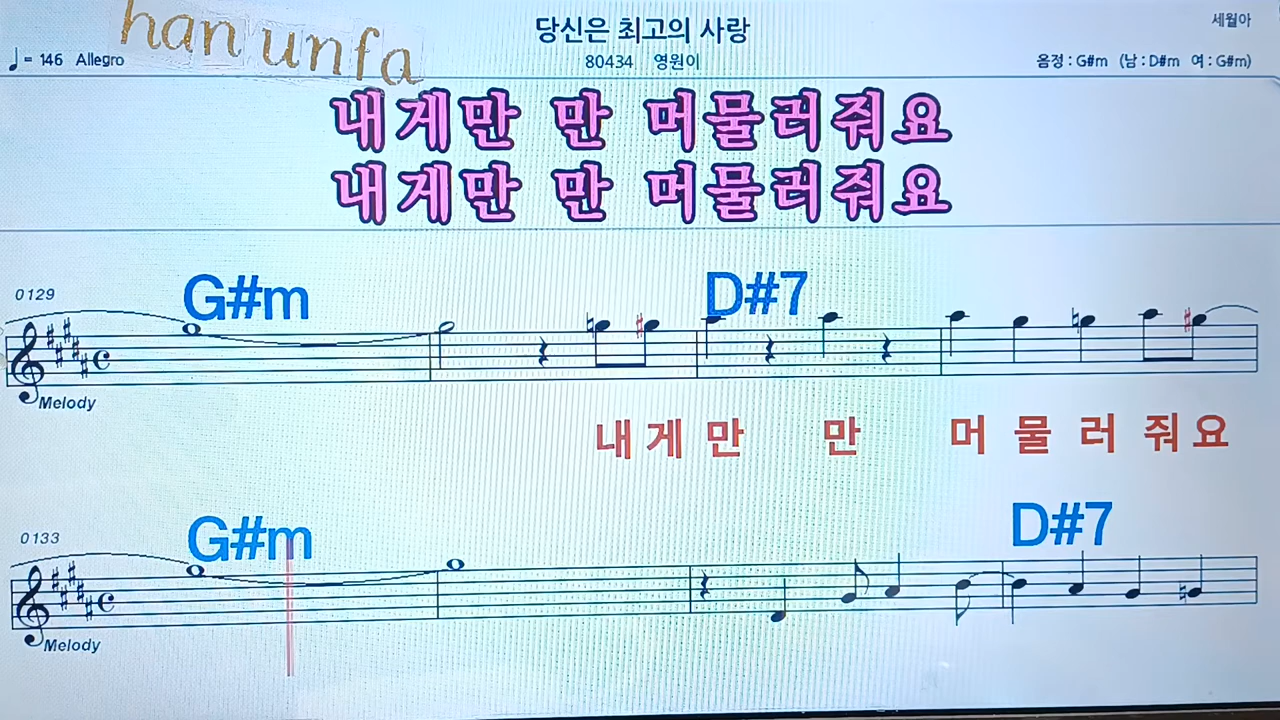 han unfa
당신은 최고의 사랑
세월아
♩= 146 Allegro
80434 영원이
음정 : G#m (남 : D#m 여 : G#m)
내게만 만 머물러줘요
내게만 만 머물러줘요
0129
G#m D#7
Melody
내게 만 만 머 물 러 줘요
0133
G#m D#7
Melody